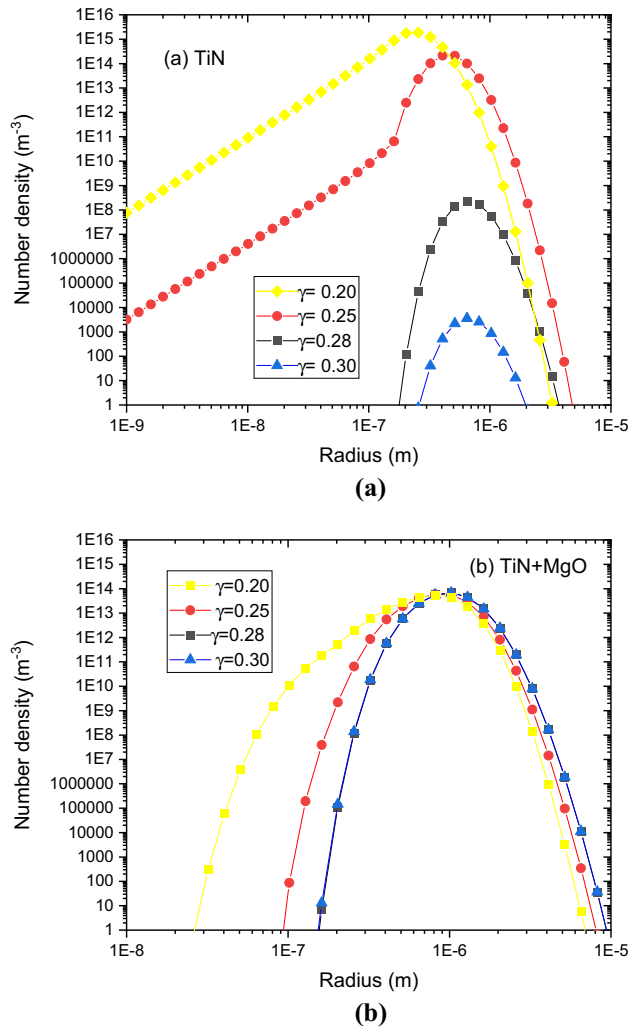 (a) TiN
1E16
1E15
1E14
1E13
1E12
1E11
1E10
1E9
1E8
1E7
1000000
100000
10000
1000
100
10
1
Number density (m⁻³)
γ= 0.20
γ= 0.25
γ=0.28
γ= 0.30
1E-9 1E-8 1E-7 1E-6 1E-5
Radius (m)
(a)
(b) TiN+MgO
1E16
1E15
1E14
1E13
1E12
1E11
1E10
1E9
1E8
1E7
1000000
100000
10000
1000
100
10
1
Number density (m⁻³)
γ=0.20
γ=0.25
γ=0.28
γ=0.30
1E-8 1E-7 1E-6 1E-5
Radius (m)
(b)